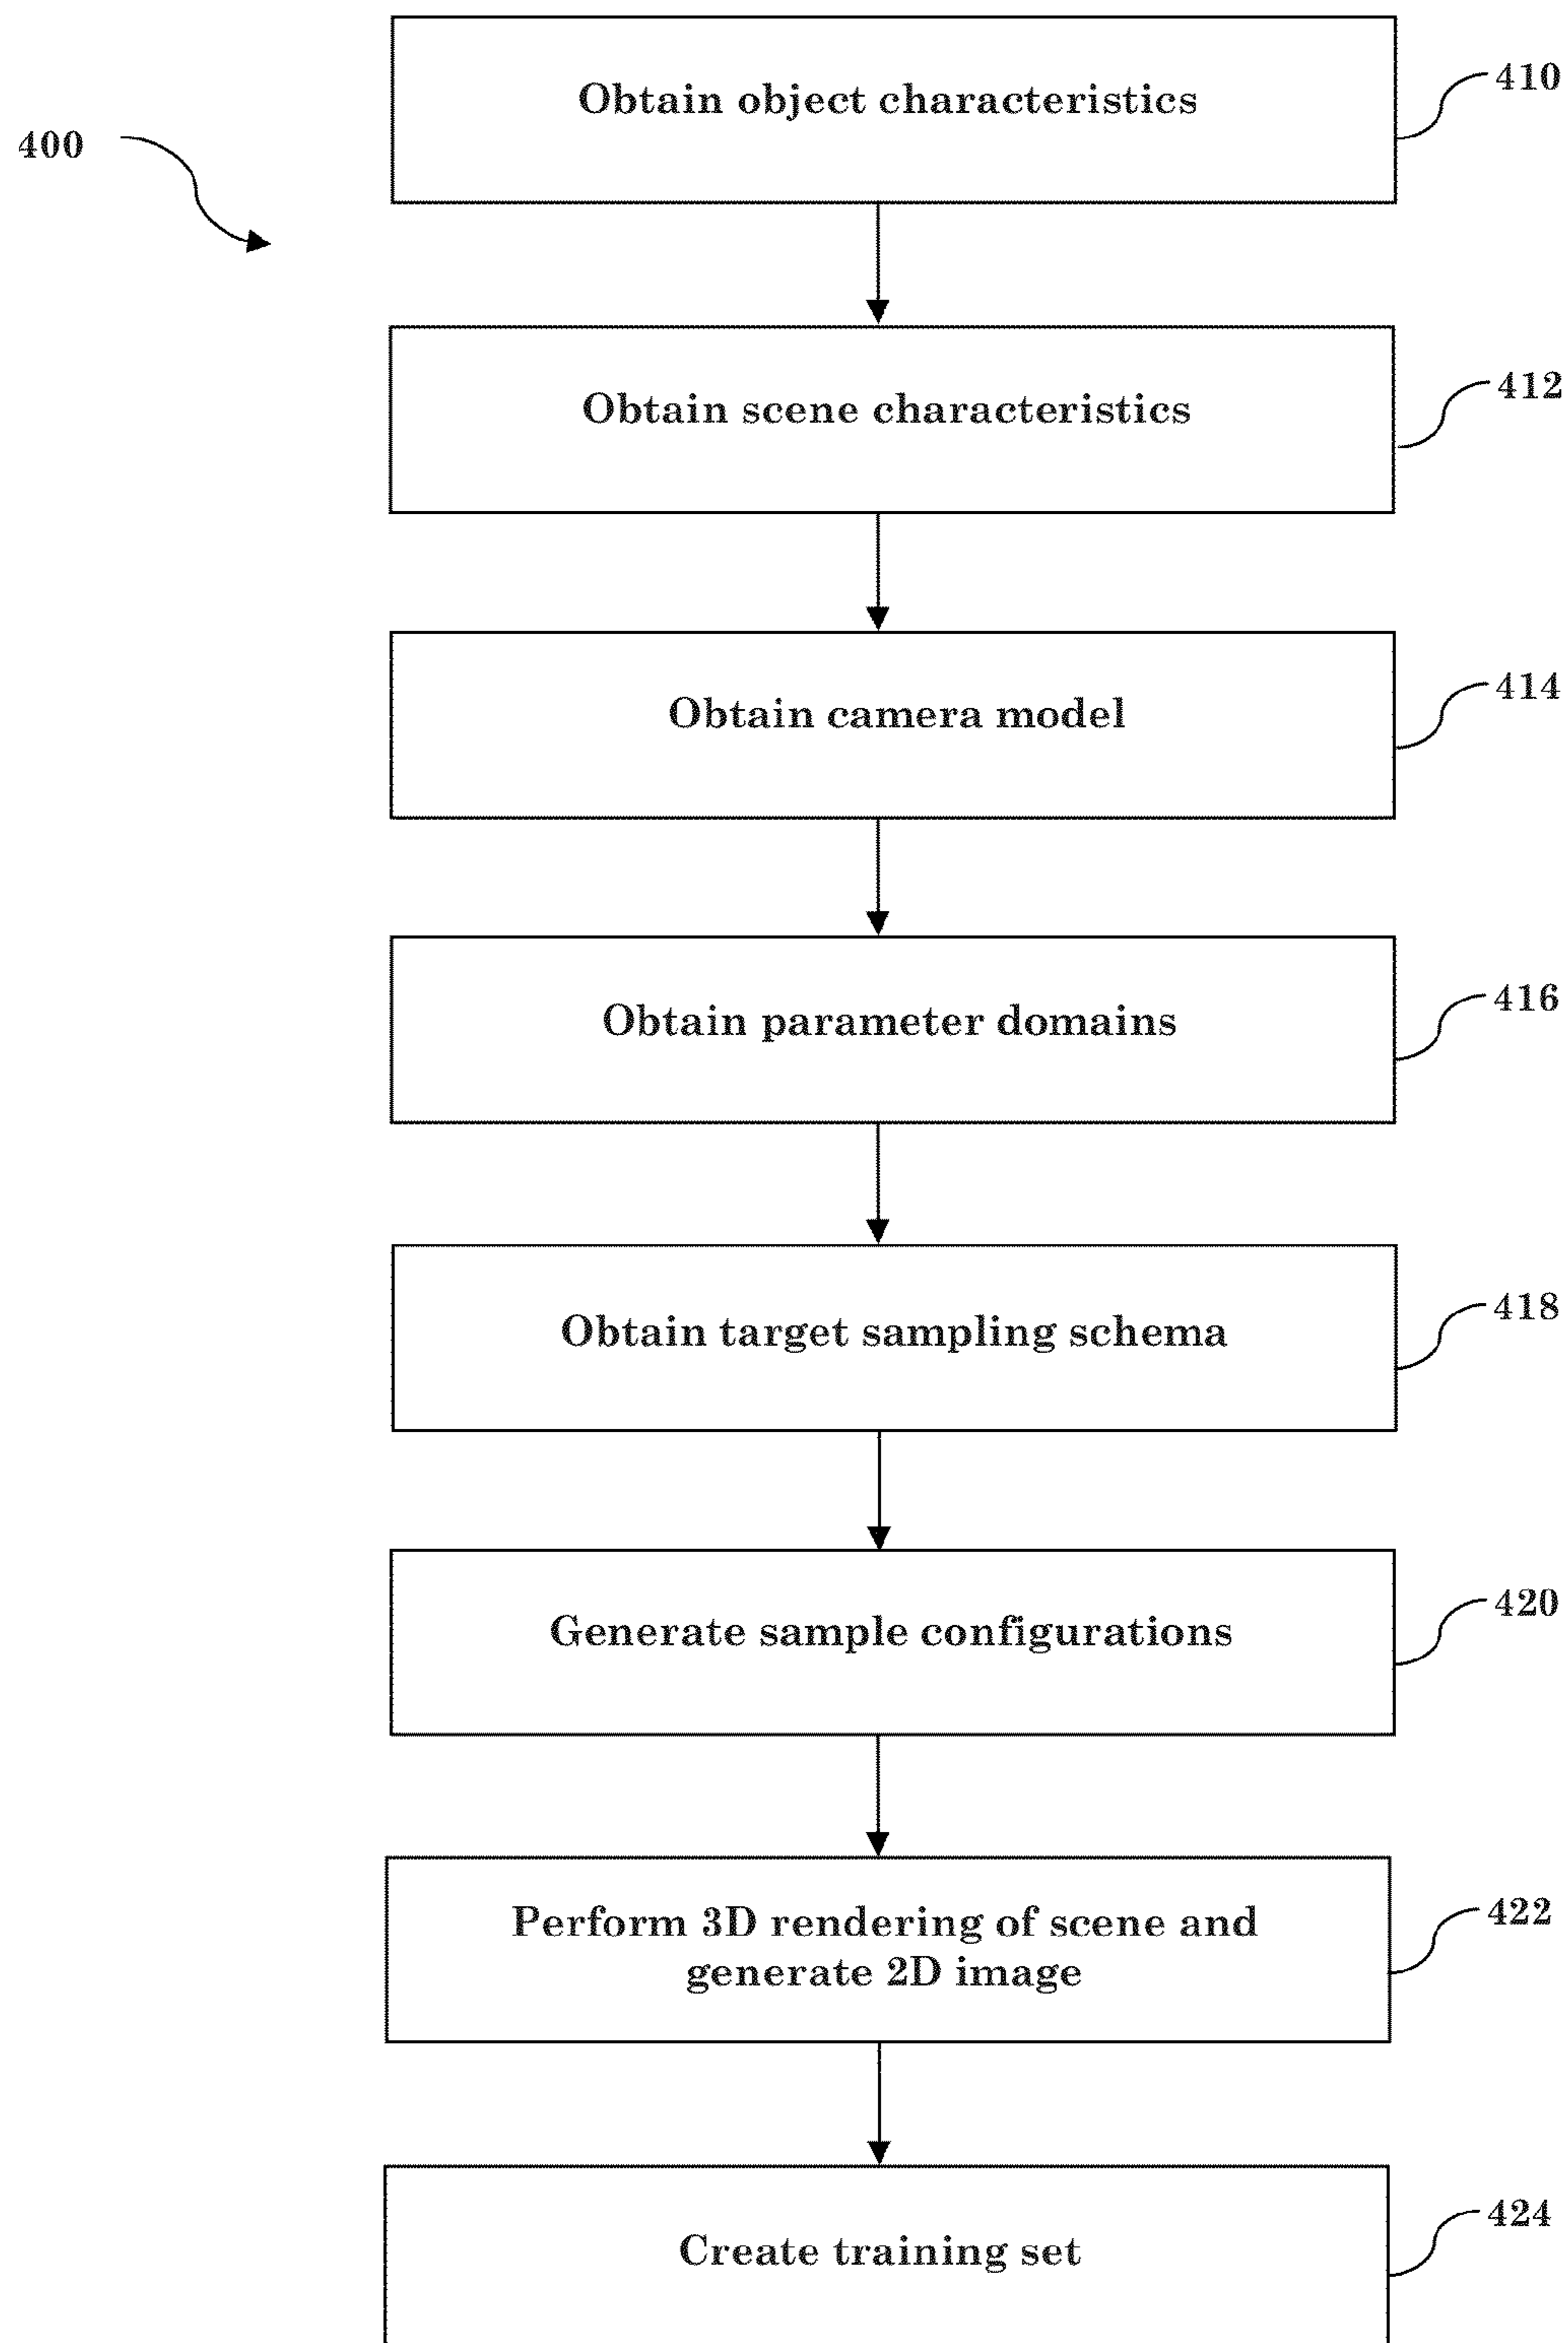 Obtain object characteristics
410
400
Obtain scene characteristics
412
Obtain camera model
414
Obtain parameter domains
416
Obtain target sampling schema
418
Generate sample configurations
420
Perform 3D rendering of scene and
generate 2D image
422
Create training set
424